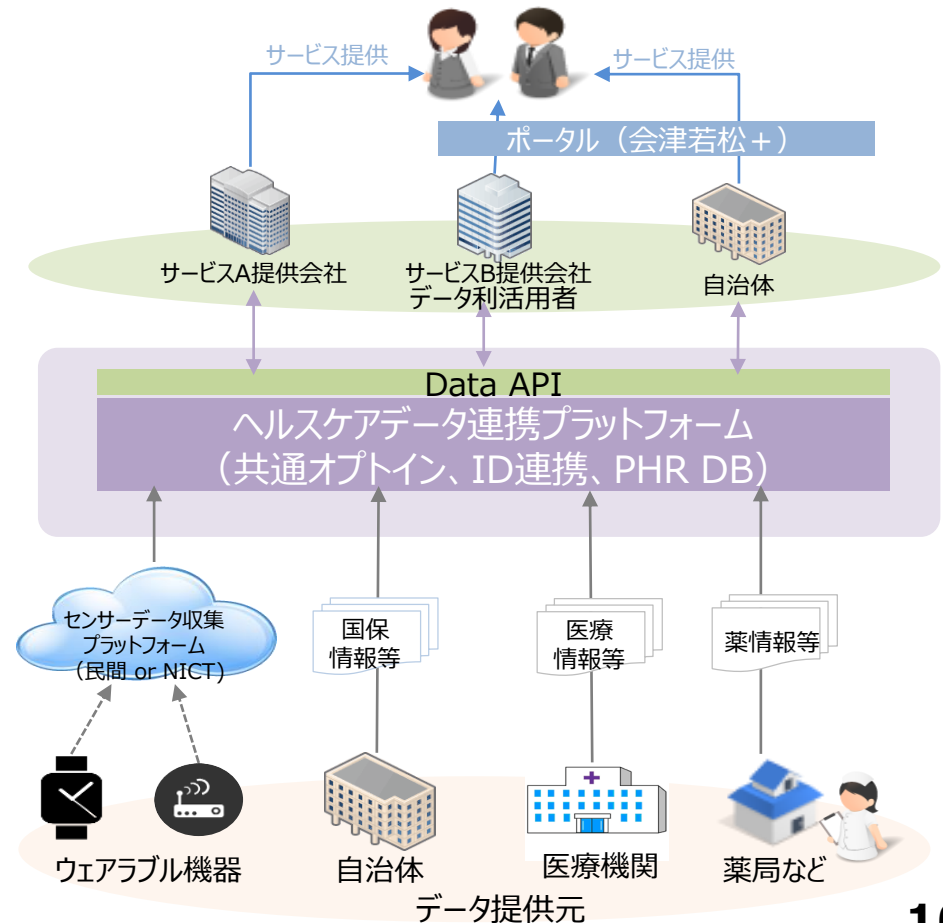 サービス提供
サービス提供
ポータル（会津若松＋）
サービスA提供会社
サービスB提供会社
データ利活用者
自治体
Data API
ヘルスケアデータ連携プラットフォーム
（共通オプトイン、ID連携、PHR DB）
センサーデータ収集
プラットフォーム
（民間 or NICT)
国保
情報等
医療
情報等
薬情報等
ウェアラブル機器
自治体
医療機関
薬局など
データ提供元